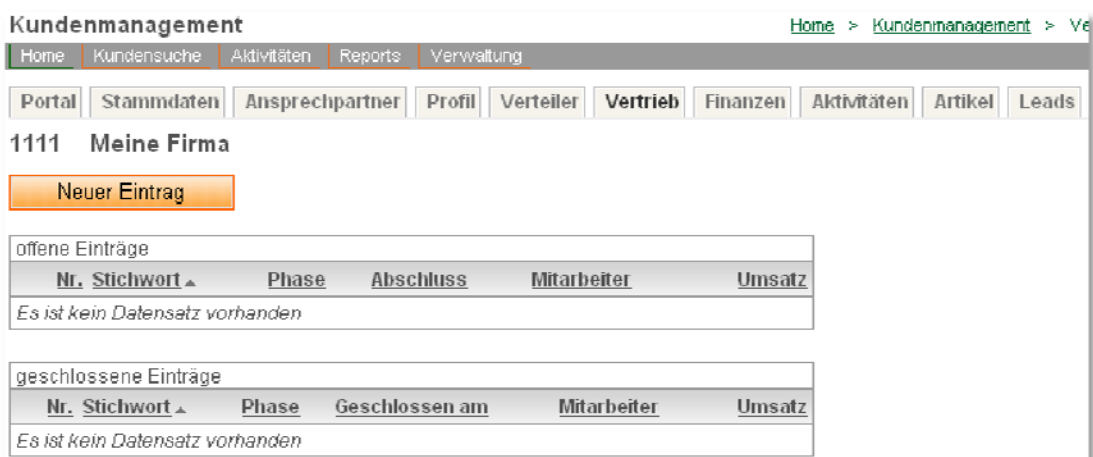 Kundenmanagement Home > Kundenmanagement > Ve
Home Kundensuche Aktivitäten Reports Verwaltung
Portal Stammdaten Ansprechpartner Profil Verteiler Vertrieb Finanzen Aktivitäten Artikel Leads
1111 Meine Firma
Neuer Eintrag
offene Einträge
Nr. Stichwort Phase Abschluss Mitarbeiter Umsatz
Es ist kein Datensatz vorhanden
geschlossene Einträge
Nr. Stichwort Phase Geschlossen am Mitarbeiter Umsatz
Es ist kein Datensatz vorhanden